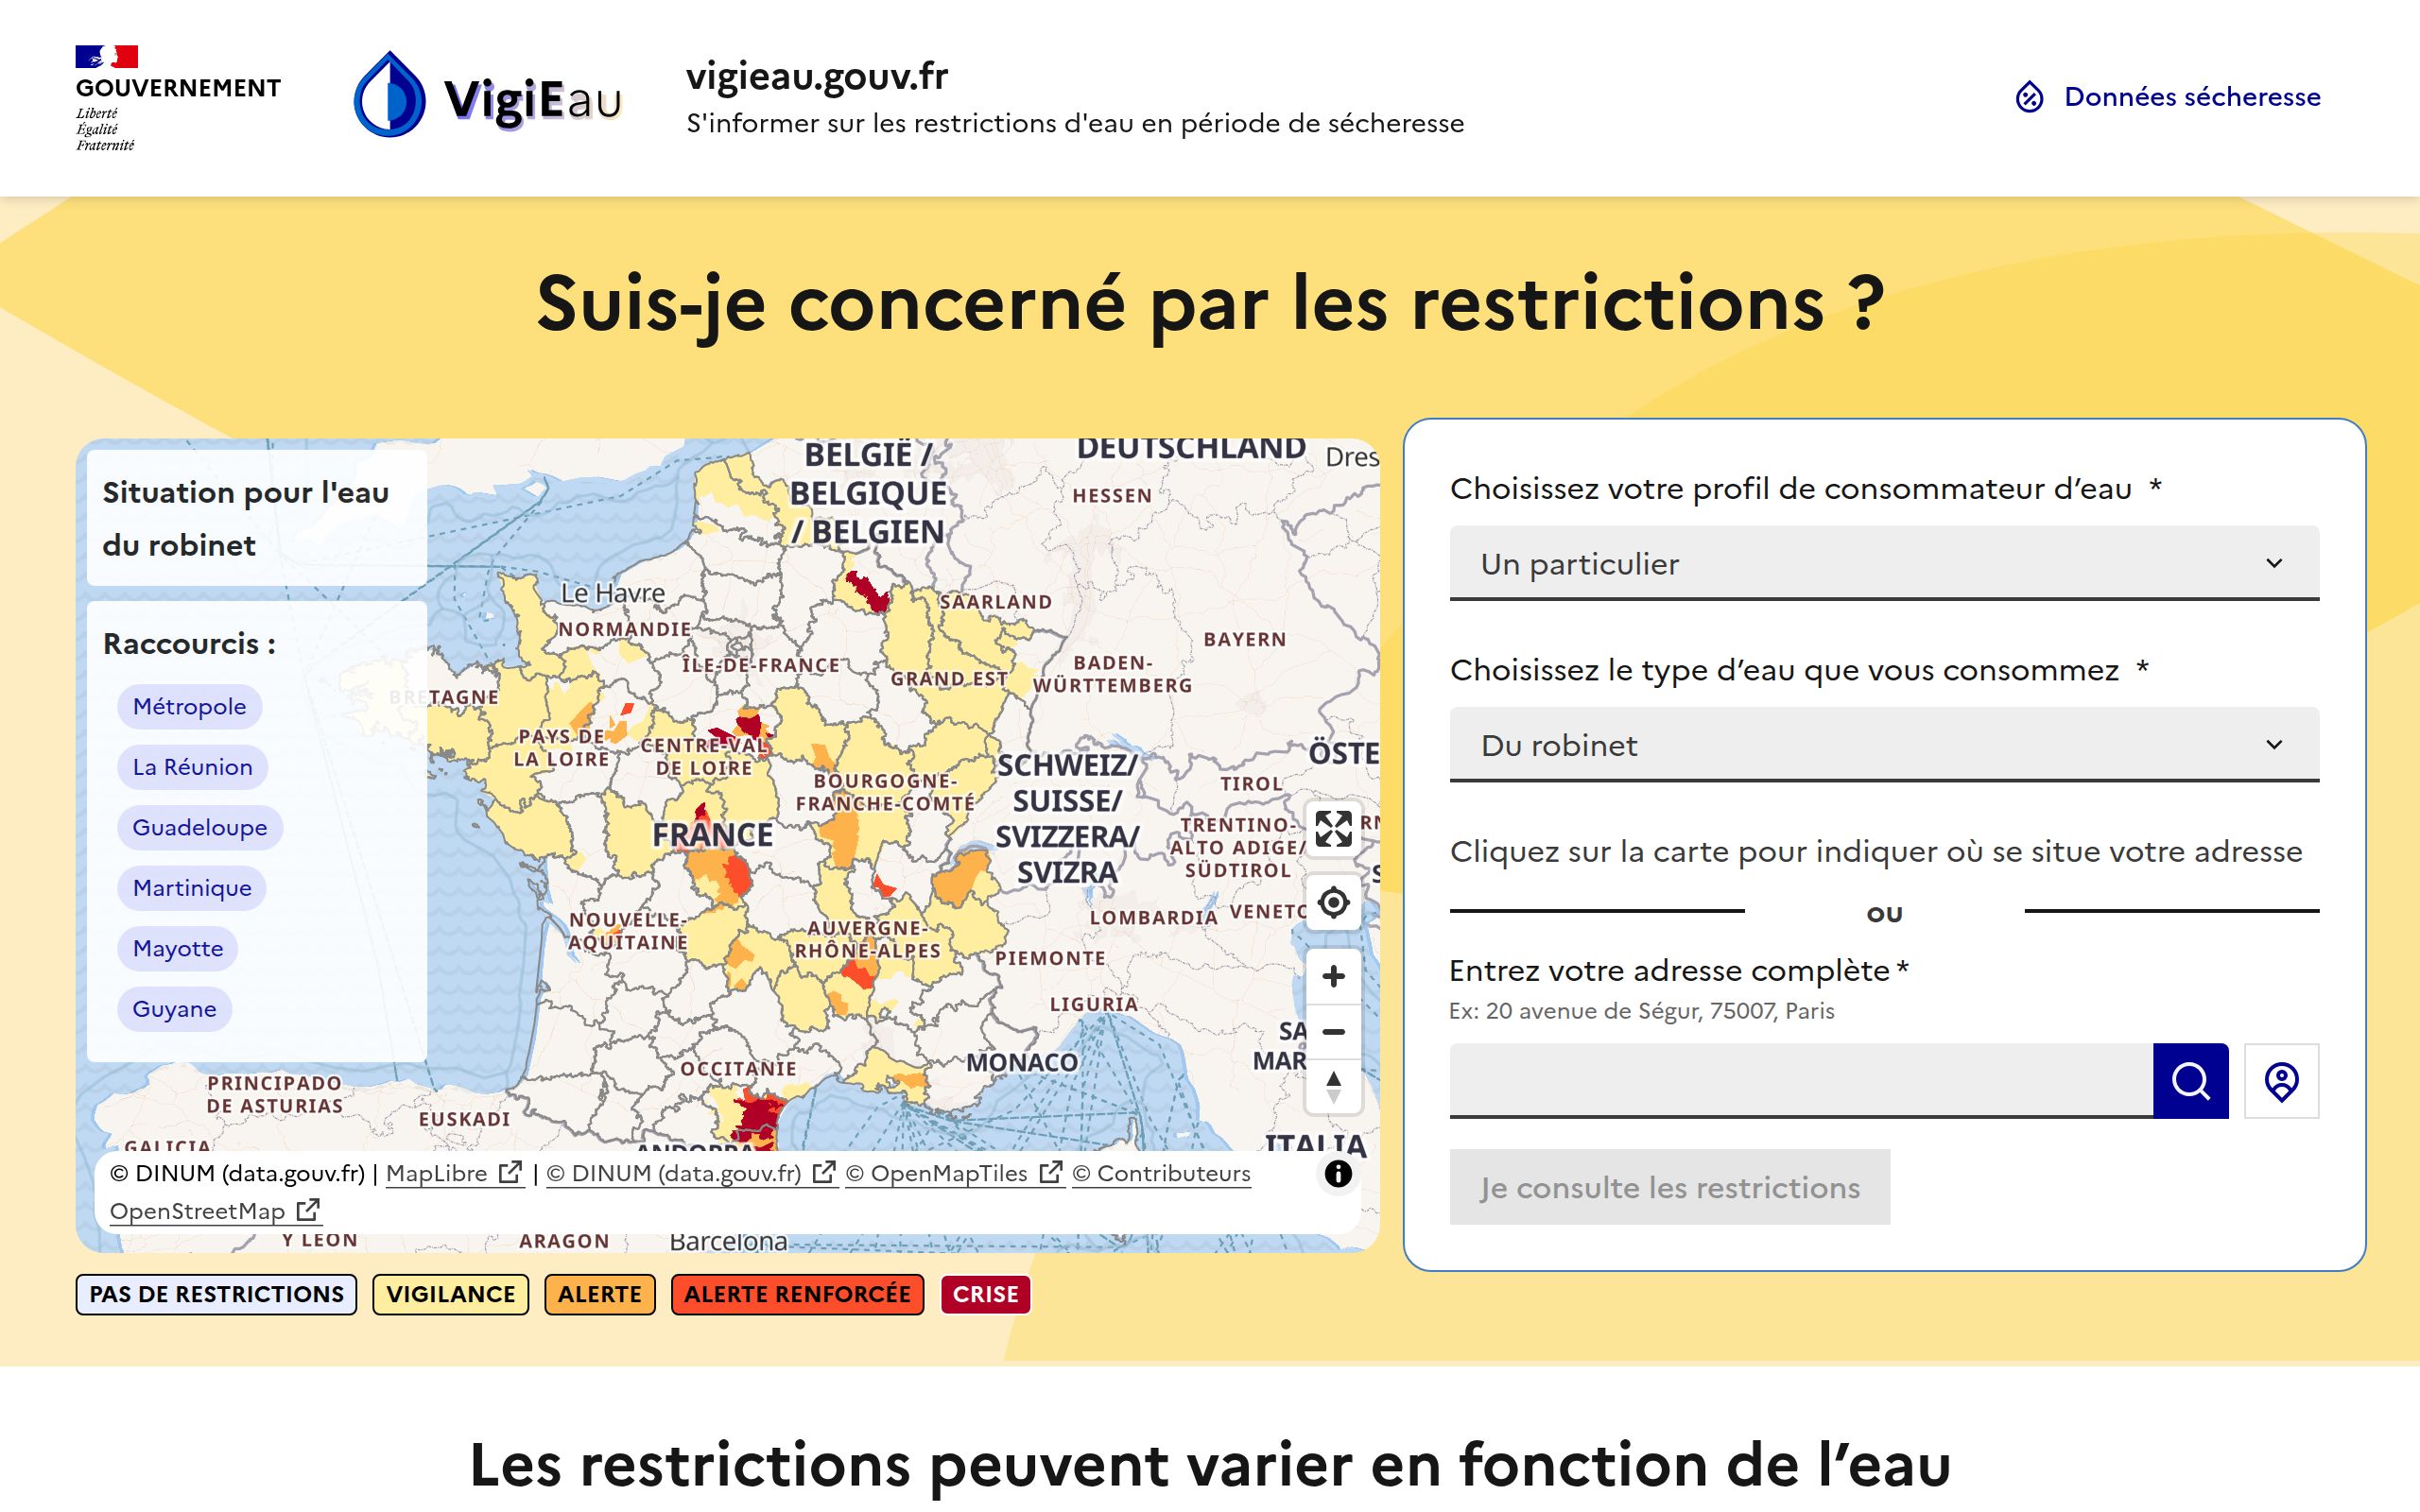 GOUVERNEMENT
Liberté
Égalité
Fraternité
VigiEau
vigieau.gouv.fr
S'informer sur les restrictions d'eau en période de sécheresse
Données sécheresse
Suis-je concerné par les restrictions ?
Situation pour l'eau
du robinet
Raccourcis :
Métropole
La Réunion
Guadeloupe
Martinique
Mayotte
Guyane
BELGIË /
BELGIQUE
/ BELGIEN
DEUTSCHLAND
Dres
HESSEN
Le Havre
NORMANDIE
SAARLAND
BAYERN
ÎLE-DE-FRANCE
GRAND EST
BADEN-
WÜRTTEMBERG
BRETAGNE
PAYS DE
LA LOIRE
CENTRE-VAL
DE LOIRE
BOURGOGNE-
FRANCHE-COMTÉ
SCHWEIZ/
SUISSE/
SVIZZERA/
SVIZRA
ÖSTE
TIROL
TRENTINO-
ALTO ADIGE/
SÜDTIROL
FRANCE
NOUVELLE-
AQUITAINE
AUVERGNE-
RHÔNE-ALPES
LOMBARDIA
VENETO
PIEMONTE
LIGURIA
SA
MAR
MONACO
OCCITANIE
PRINCIPADO
DE ASTURIAS
EUSKADI
GALICIA
ANDORRA
ITALIA
© DINUM (data.gouv.fr) | MapLibre | © DINUM (data.gouv.fr) © OpenMapTiles © Contributeurs
OpenStreetMap
Y LEÓN
ARAGÓN
Barcelona
PAS DE RESTRICTIONS
VIGILANCE
ALERTE
ALERTE RENFORCÉE
CRISE
Choisissez votre profil de consommateur d’eau *
Un particulier
Choisissez le type d’eau que vous consommez *
Du robinet
Cliquez sur la carte pour indiquer où se situe votre adresse
OU
Entrez votre adresse complète*
Ex: 20 avenue de Ségur, 75007, Paris
Je consulte les restrictions
Les restrictions peuvent varier en fonction de l’eau